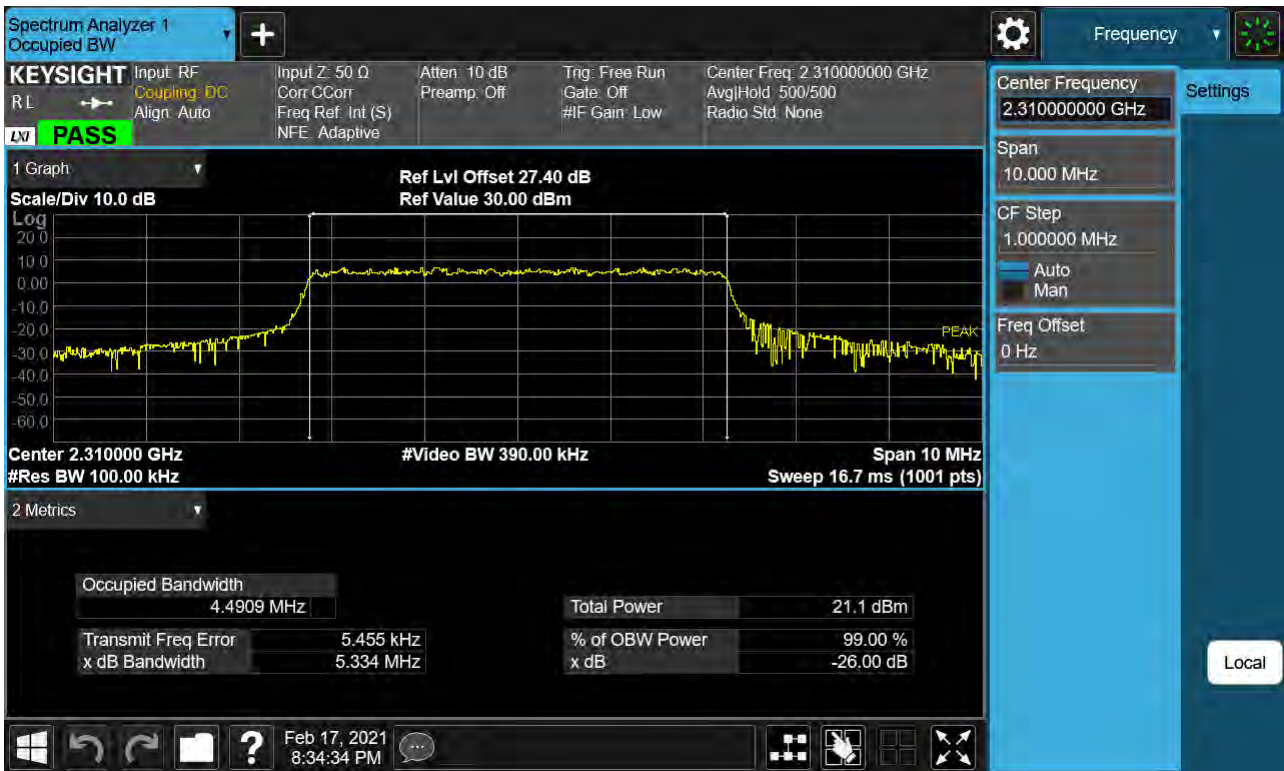 Spectrum Analyzer 1
Occupied BW
Frequency
KEYSIGHT Input: RF Input Z: 50 Ω Atten: 10 dB Trig: Free Run Center Freq: 2.310000000 GHz
RL Coupling: DC Corr CCorr Preamp: Off Gate: Off Avg|Hold: 500/500
Align: Auto Freq Ref: Int (S) #IF Gain: Low Radio Std: None
LXI PASS NFE: Adaptive
Center Frequency
2.310000000 GHz
Settings
Span
10.000 MHz
CF Step
1.000000 MHz
Auto
Man
Freq Offset
0 Hz
Local
1 Graph
Ref Lvl Offset 27.40 dB
Scale/Div 10.0 dB Ref Value 30.00 dBm
Log
20.0
10.0
0.00
-10.0
-20.0
PEAK
-30.0
-40.0
-50.0
-60.0
Center 2.310000 GHz #Video BW 390.00 kHz Span 10 MHz
#Res BW 100.00 kHz Sweep 16.7 ms (1001 pts)
2 Metrics
Occupied Bandwidth
4.4909 MHz Total Power 21.1 dBm
Transmit Freq Error 5.455 kHz % of OBW Power 99.00 %
x dB Bandwidth 5.334 MHz x dB -26.00 dB
Feb 17, 2021
8:34:34 PM